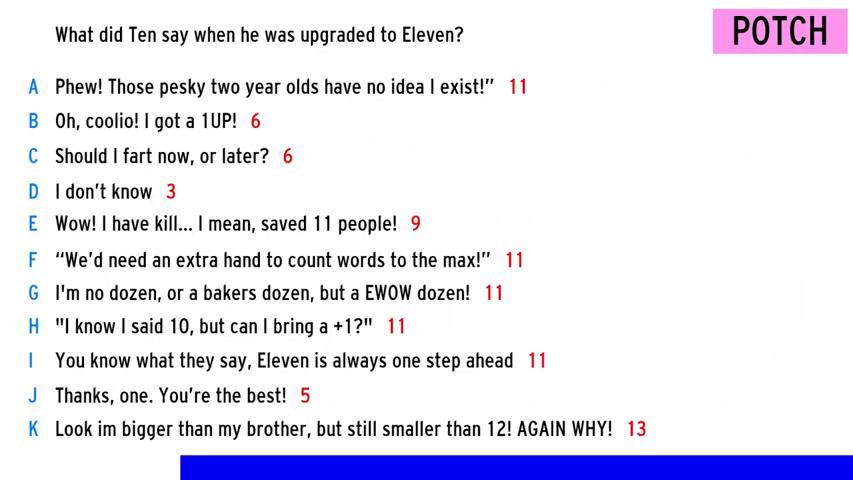 What did Ten say when he was upgraded to Eleven?
POTCH
A Phew! Those pesky two year olds have no idea I exist!” 11
B Oh, coolio! I got a 1UP! 6
C Should I fart now, or later? 6
D I don’t know 3
E Wow! I have kill... I mean, saved 11 people! 9
F “We’d need an extra hand to count words to the max!” 11
G I'm no dozen, or a bakers dozen, but a EWOW dozen! 11
H "I know I said 10, but can I bring a +1?" 11
I You know what they say, Eleven is always one step ahead 11
J Thanks, one. You’re the best! 5
K Look im bigger than my brother, but still smaller than 12! AGAIN WHY! 13